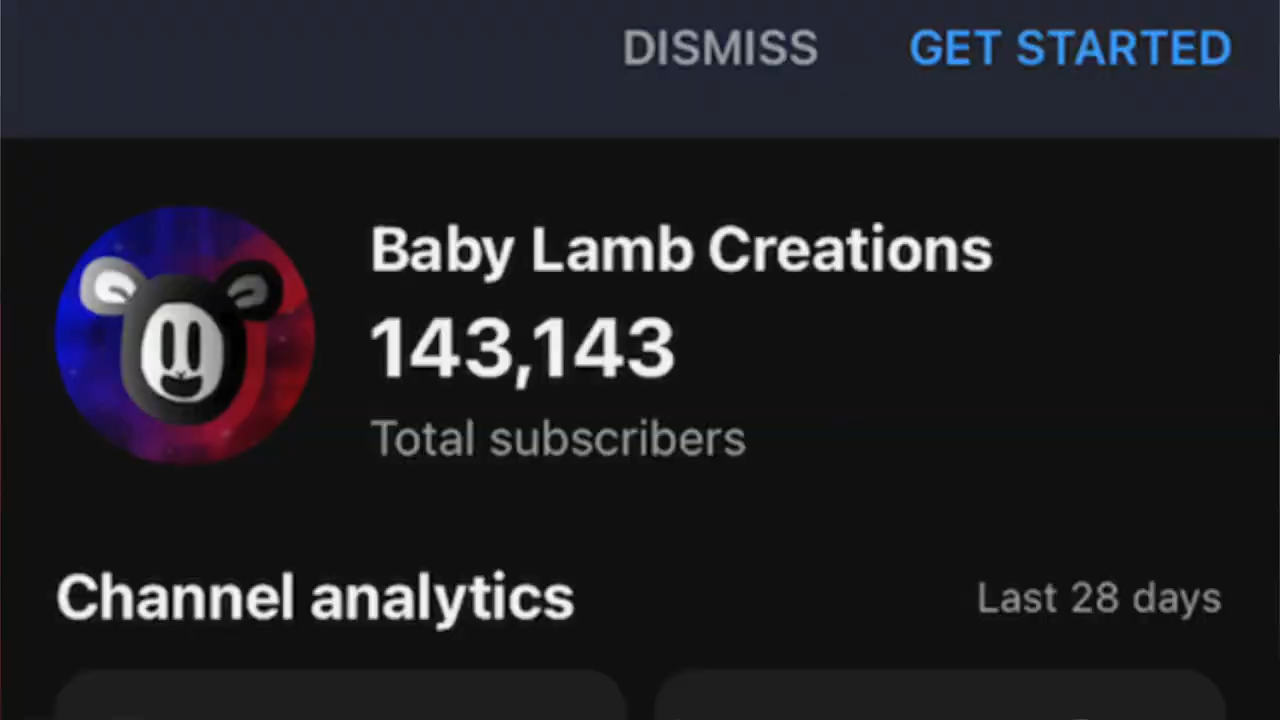 DISMISS GET STARTED
Baby Lamb Creations
143,143
Total subscribers
Channel analytics Last 28 days